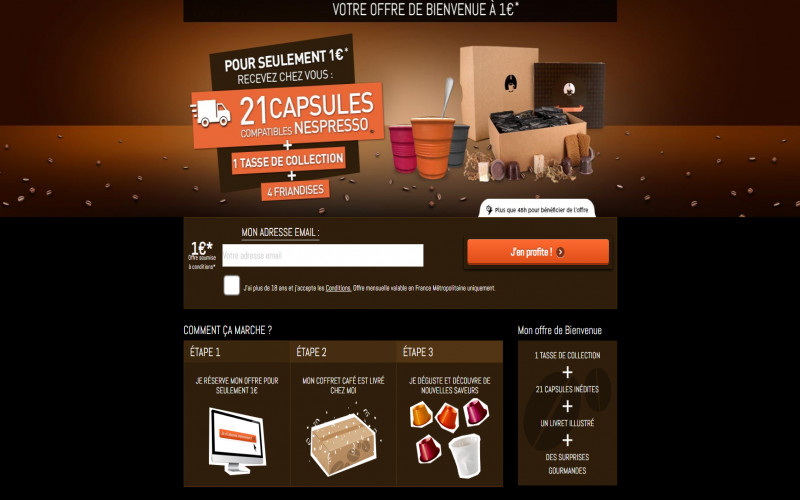 VOTRE OFFRE DE BIENVENUE À 1€*
POUR SEULEMENT 1€*
RECEVEZ CHEZ VOUS :
21 CAPSULES
COMPATIBLES NESPRESSO
+
1 TASSE DE COLLECTION
+
4 FRIANDISES
Plus que 48h pour bénéficier de l'offre
MON ADRESSE EMAIL :
1€*
Offre soumise
à conditions*
Votre adresse email
J'en profite !
J'ai plus de 18 ans et j'accepte les Conditions. Offre mensuelle valable en France Métropolitaine uniquement.
COMMENT ÇA MARCHE ?
ÉTAPE 1
JE RÉSERVE MON OFFRE POUR
SEULEMENT 1€
ÉTAPE 2
MON COFFRET CAFÉ EST LIVRÉ
CHEZ MOI
ÉTAPE 3
JE DÉGUSTE ET DÉCOUVRE DE
NOUVELLES SAVEURS
Mon offre de Bienvenue
1 TASSE DE COLLECTION
+
21 CAPSULES INÉDITES
+
UN LIVRET ILLUSTRÉ
+
DES SURPRISES
GOURMANDES